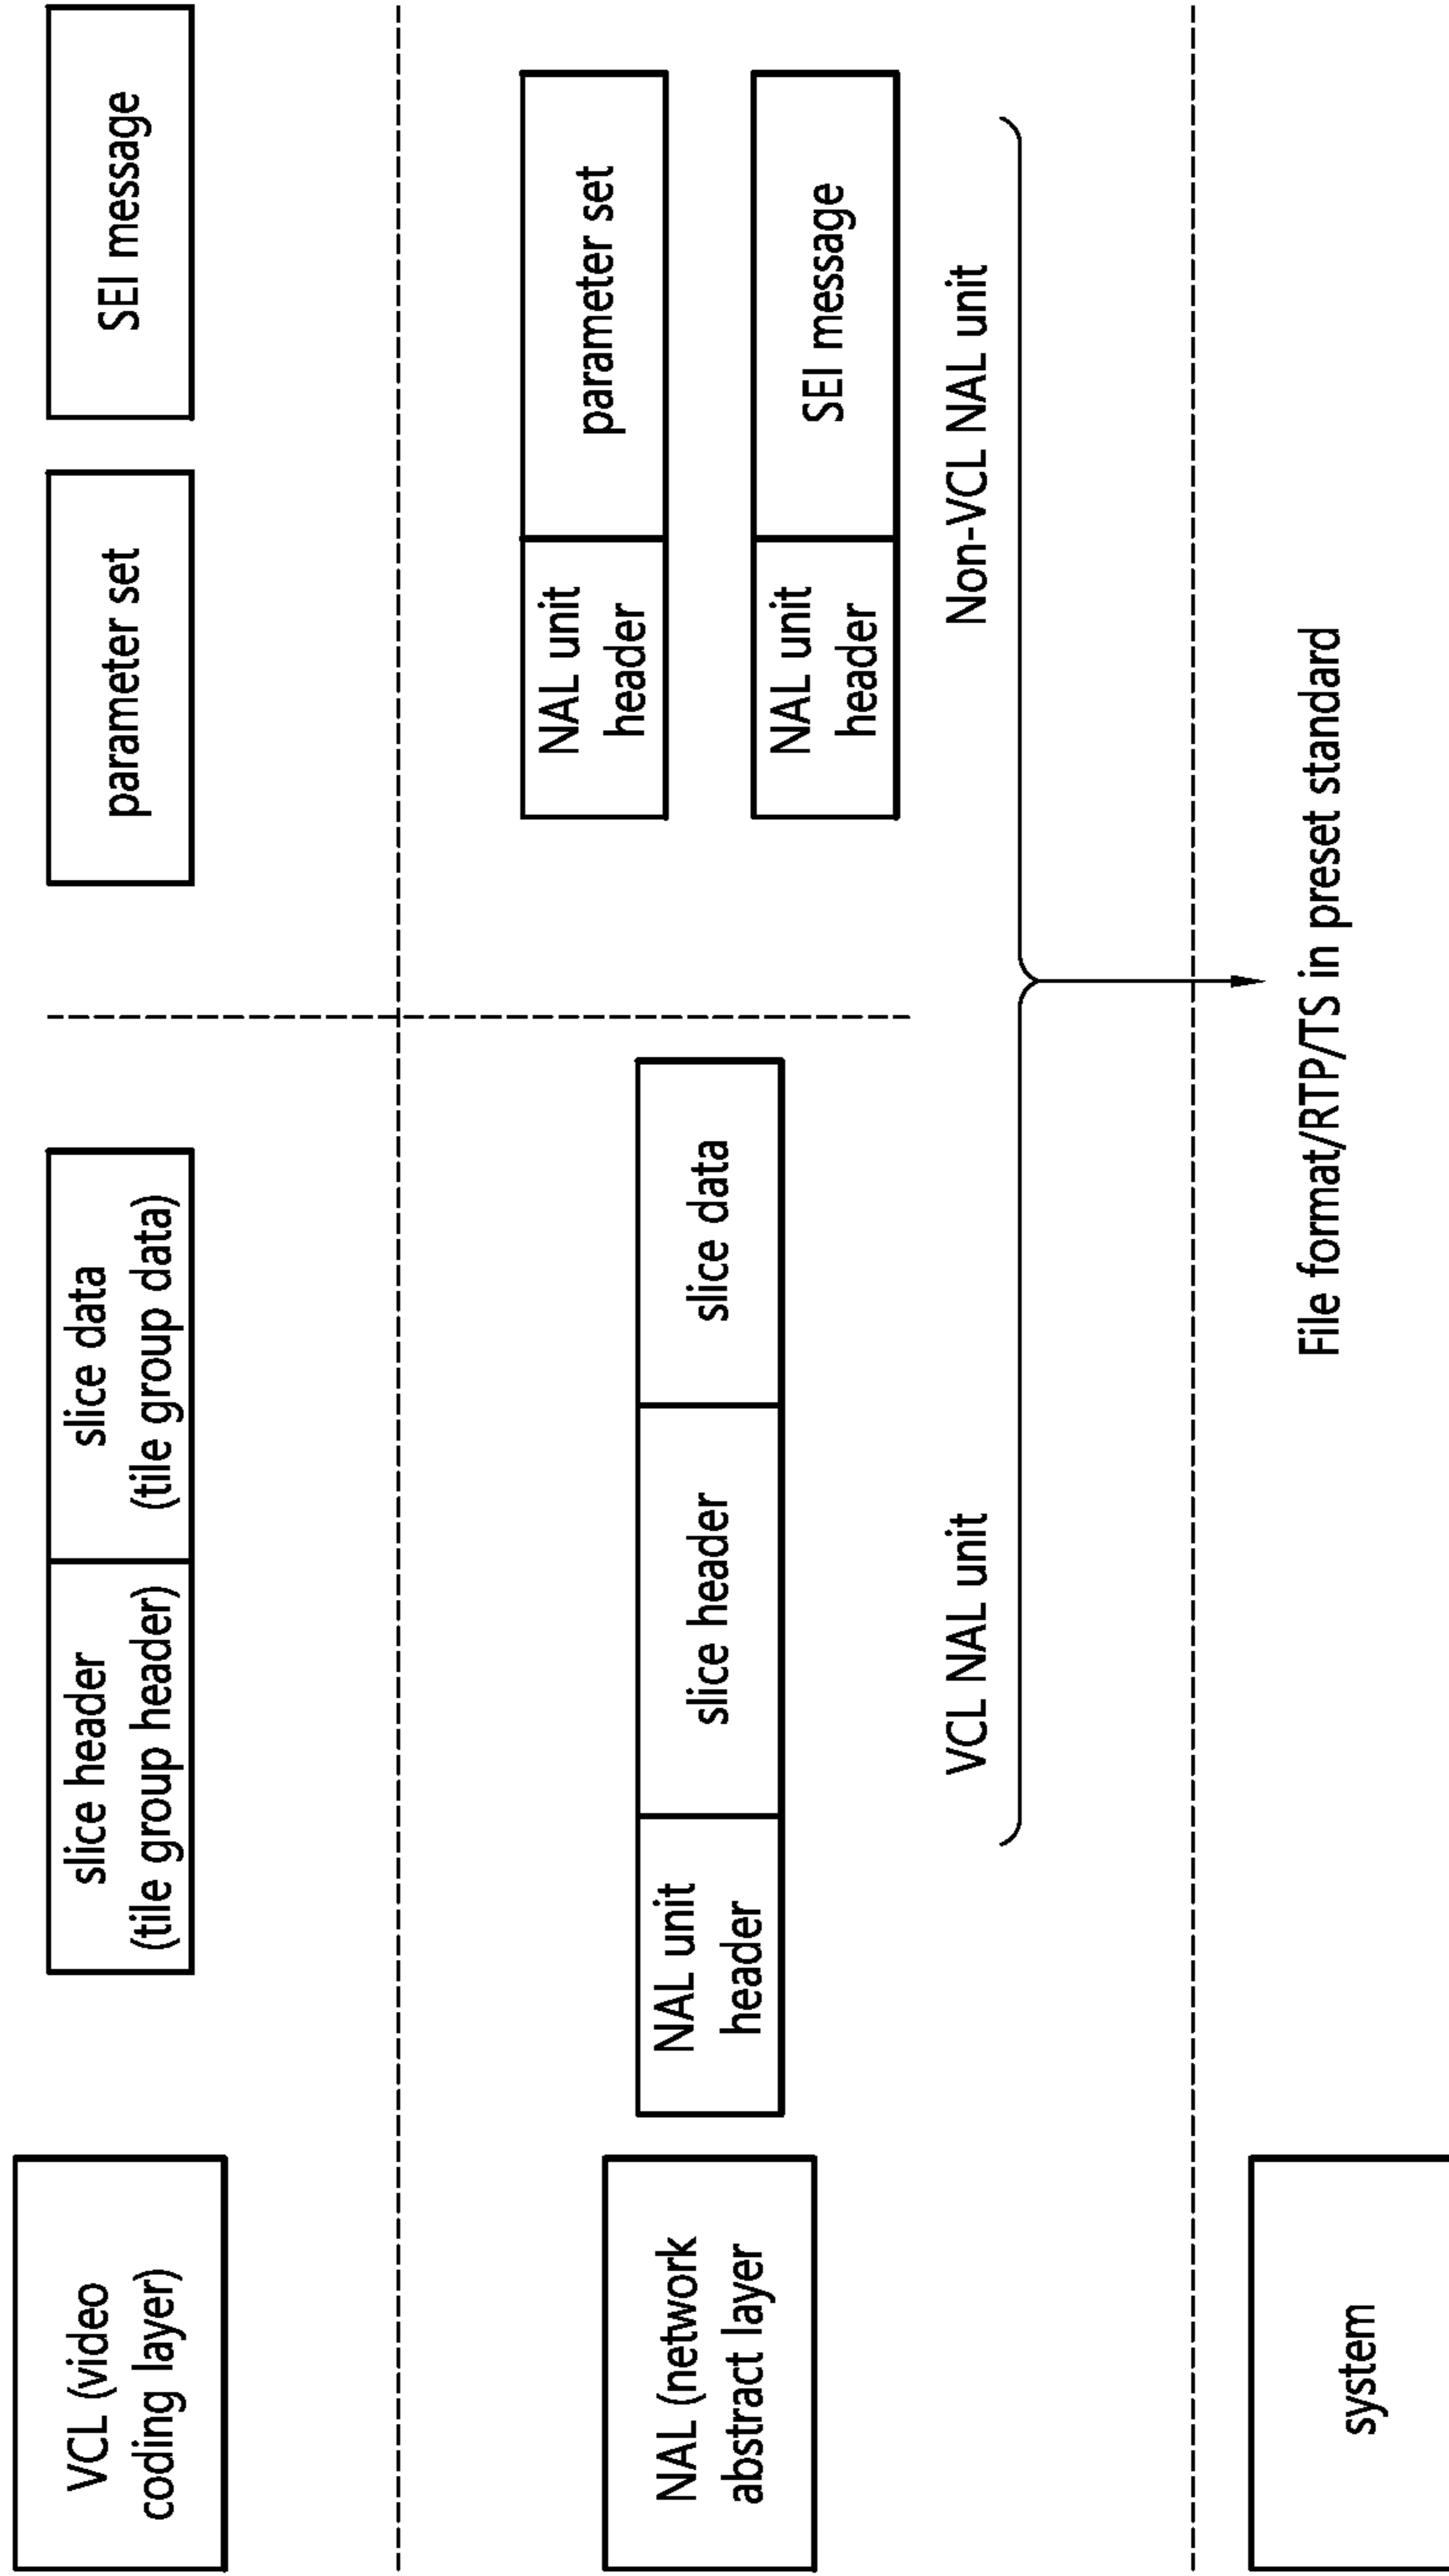 VCL (video
coding layer)
slice header
(tile group header)
slice data
(tile group data)
parameter set
SEI message
NAL (network
abstract layer)
NAL unit
header
slice header
slice data
NAL unit
header
parameter set
NAL unit
header
SEI message
VCL NAL unit
Non-VCL NAL unit
system
File format/RTP/TS in preset standard